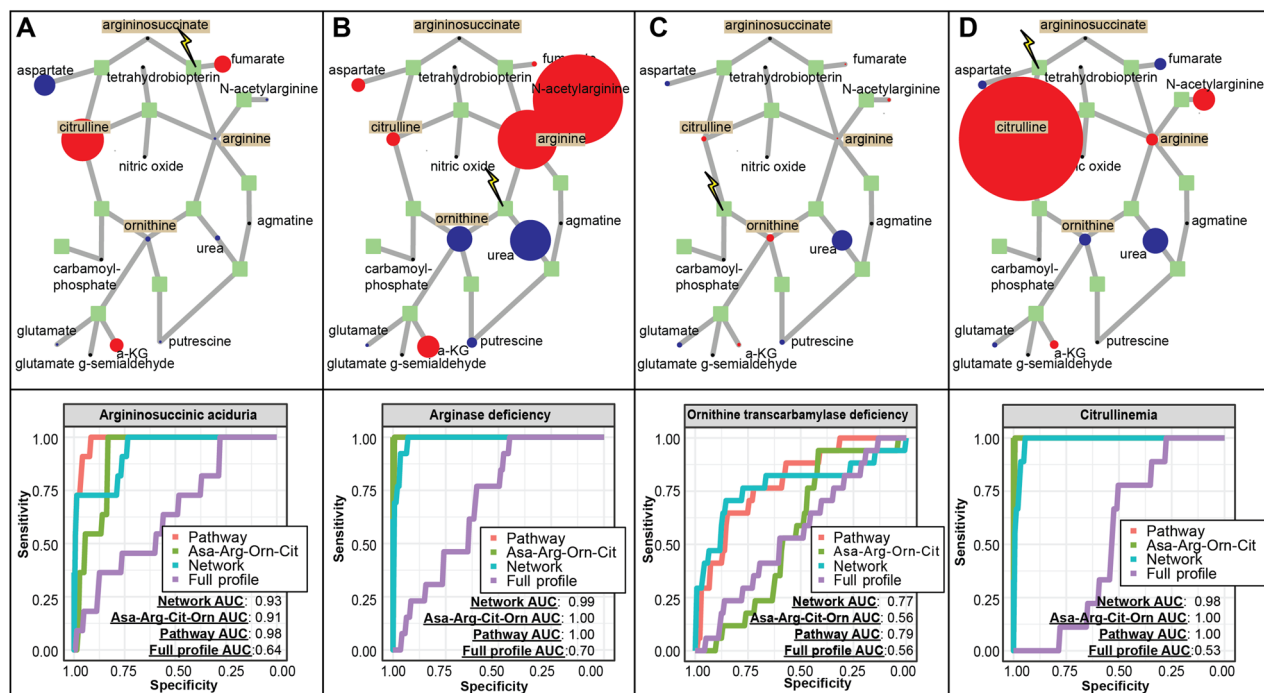 A
argininosuccinate
aspartate
fumarate
tetrahydrobiopterin
N-acetylarginine
citrulline
arginine
nitric oxide
ornithine
agmatine
urea
carbamoyl-
phosphate
glutamate
putrescine
a-KG
glutamate g-semialdehyde
B
argininosuccinate
aspartate
fumarate
tetrahydrobiopterin
N-acetylarginine
citrulline
arginine
nitric oxide
ornithine
agmatine
urea
carbamoyl-
phosphate
glutamate
putrescine
a-KG
glutamate g-semialdehyde
C
argininosuccinate
aspartate
fumarate
tetrahydrobiopterin
N-acetylarginine
citrulline
arginine
nitric oxide
ornithine
agmatine
urea
carbamoyl-
phosphate
glutamate
putrescine
a-KG
glutamate g-semialdehyde
D
argininosuccinate
aspartate
fumarate
tetrahydrobiopterin
N-acetylarginine
citrulline
arginine
nitric oxide
ornithine
agmatine
urea
carbamoyl-
phosphate
glutamate
putrescine
a-KG
glutamate g-semialdehyde
Argininosuccinic aciduria
1.00
0.75
0.50
0.25
0.00
Sensitivity
Pathway
Asa-Arg-Orn-Cit
Network
Full profile
Network AUC: 0.93
Asa-Arg-Cit-Orn AUC: 0.91
Pathway AUC: 0.98
Full profile AUC:0.64
1.00 0.75 0.50 0.25 0.00
Specificity
Arginase deficiency
1.00
0.75
0.50
0.25
0.00
Sensitivity
Pathway
Asa-Arg-Orn-Cit
Network
Full profile
Network AUC: 0.99
Asa-Arg-Cit-Orn AUC: 1.00
Pathway AUC: 1.00
Full profile AUC:0.70
1.00 0.75 0.50 0.25 0.00
Specificity
Ornithine transcarbamylase deficiency
1.00
0.75
0.50
0.25
0.00
Sensitivity
Pathway
Asa-Arg-Orn-Cit
Network
Full profile
Network AUC: 0.77
Asa-Arg-Cit-Orn AUC: 0.56
Pathway AUC: 0.79
Full profile AUC:0.56
1.00 0.75 0.50 0.25 0.00
Specificity
Citrullinemia
1.00
0.75
0.50
0.25
0.00
Sensitivity
Pathway
Asa-Arg-Orn-Cit
Network
Full profile
Network AUC: 0.98
Asa-Arg-Cit-Orn AUC: 1.00
Pathway AUC: 1.00
Full profile AUC:0.53
1.00 0.75 0.50 0.25 0.00
Specificity